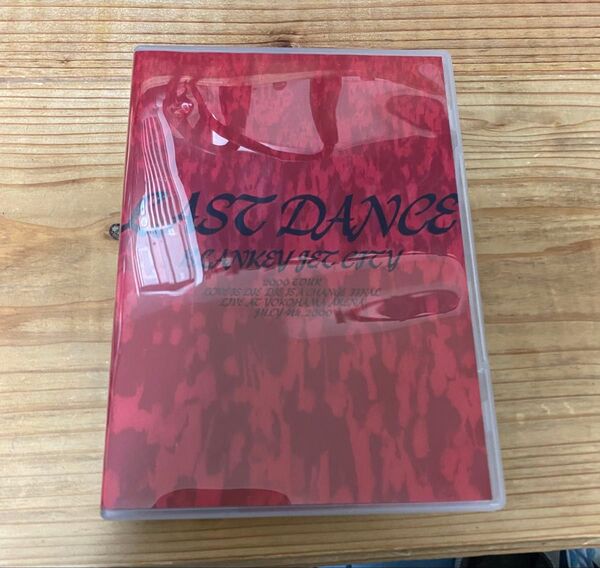 LAST DANCE
BLANKEY JET CITY
2000 TOUR
LIVE AT YOKOHAMA ARENA
JULY 2000